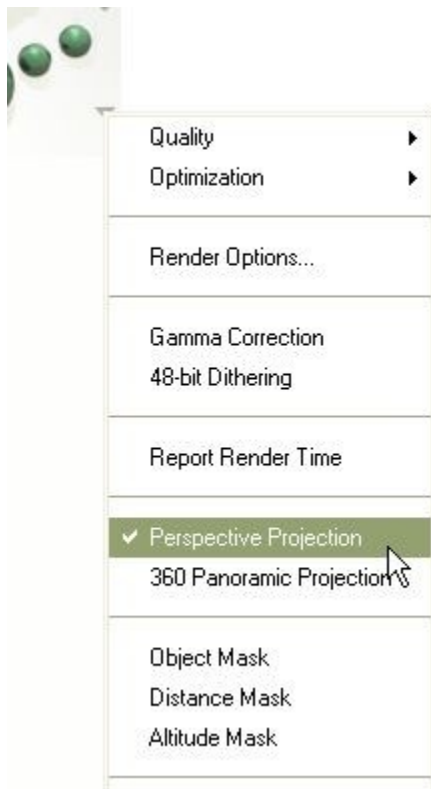 Quality
Optimization
Render Options...
Gamma Correction
48-bit Dithering
Report Render Time
Perspective Projection
360 Panoramic Projection
Object Mask
Distance Mask
Altitude Mask